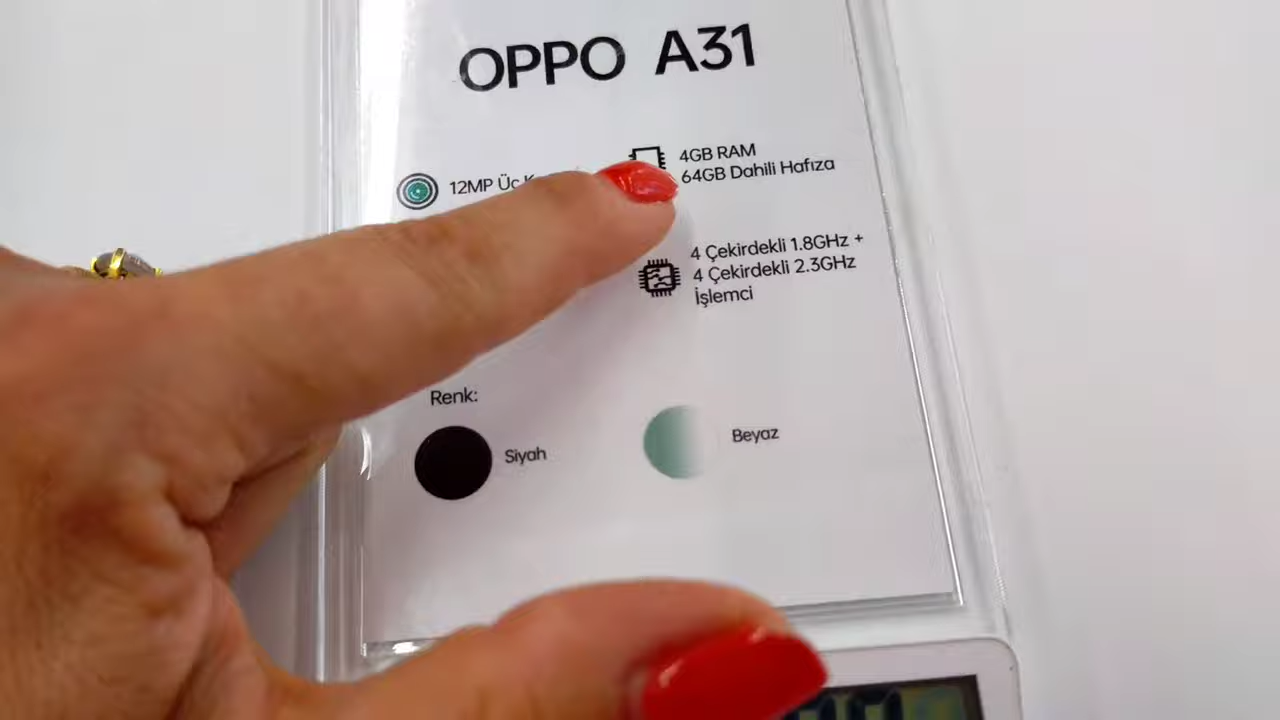 OPPO A31
12MP Üç
4GB RAM
64GB Dahili Hafıza
4 Çekirdekli 1.8GHz +
4 Çekirdekli 2.3GHz
İşlemci
Renk:
Siyah
Beyaz